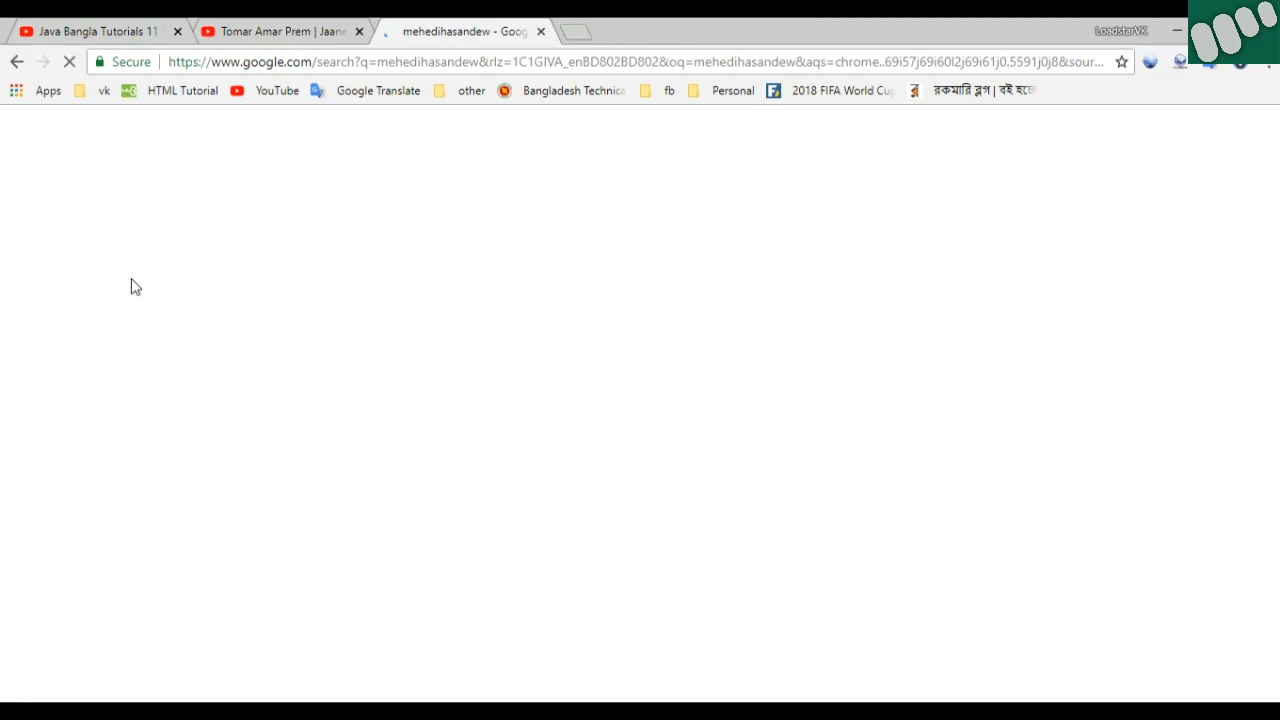 Java Bangla Tutorials 11 Tomar Amar Prem | Jaane mehedihasandew - Goog LoadstarVK
Secure https://www.google.com/search?q=mehedihasandew&rlz=1C1GIVA_enBD802BD802&oq=mehedihasandew&aqs=chrome..69i57j69i60l2j69i61j0.5591j0j8&sour...
Apps vk HTML Tutorial YouTube Google Translate other Bangladesh Technica fb Personal 2018 FIFA World Cup রকমারি ব্লগ | বই হচ্ছে